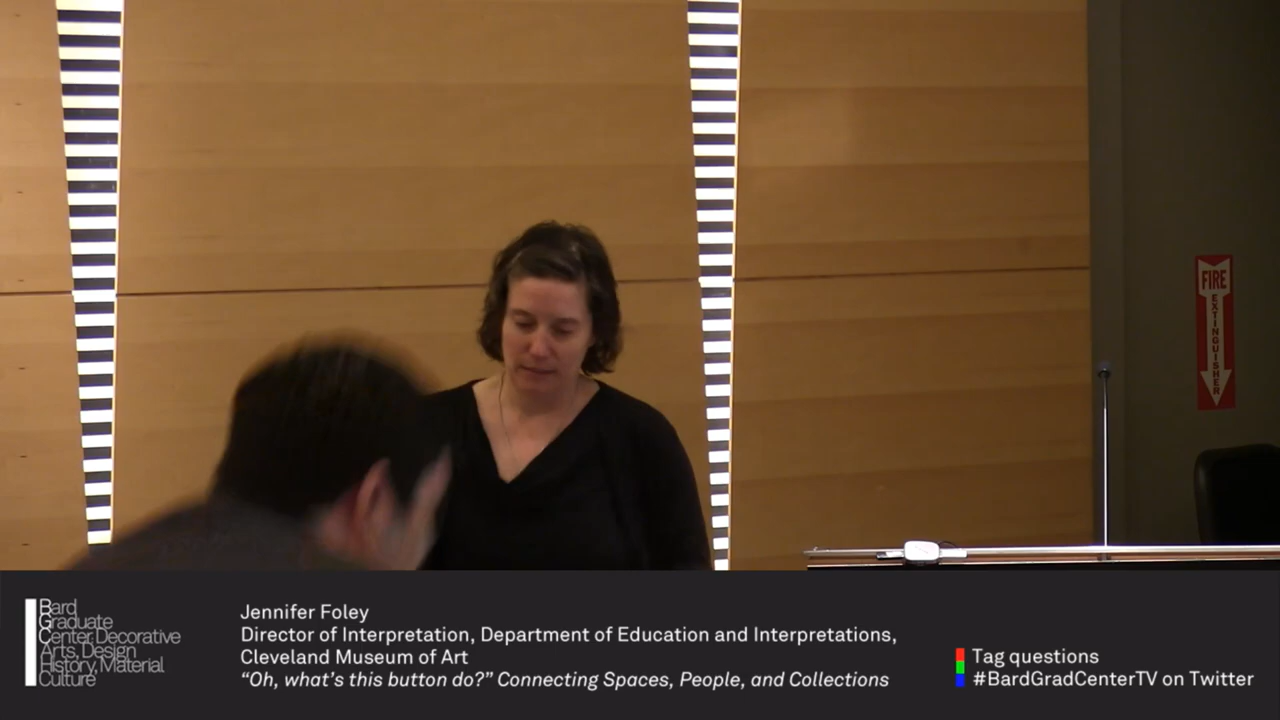 FIRE
EXTINGUISHER
Bard
Graduate
Center Decorative
Arts, Design
History, Material
Culture
Jennifer Foley
Director of Interpretation, Department of Education and Interpretations,
Cleveland Museum of Art
“Oh, what’s this button do?” Connecting Spaces, People, and Collections
Tag questions
#BardGradCenterTV on Twitter